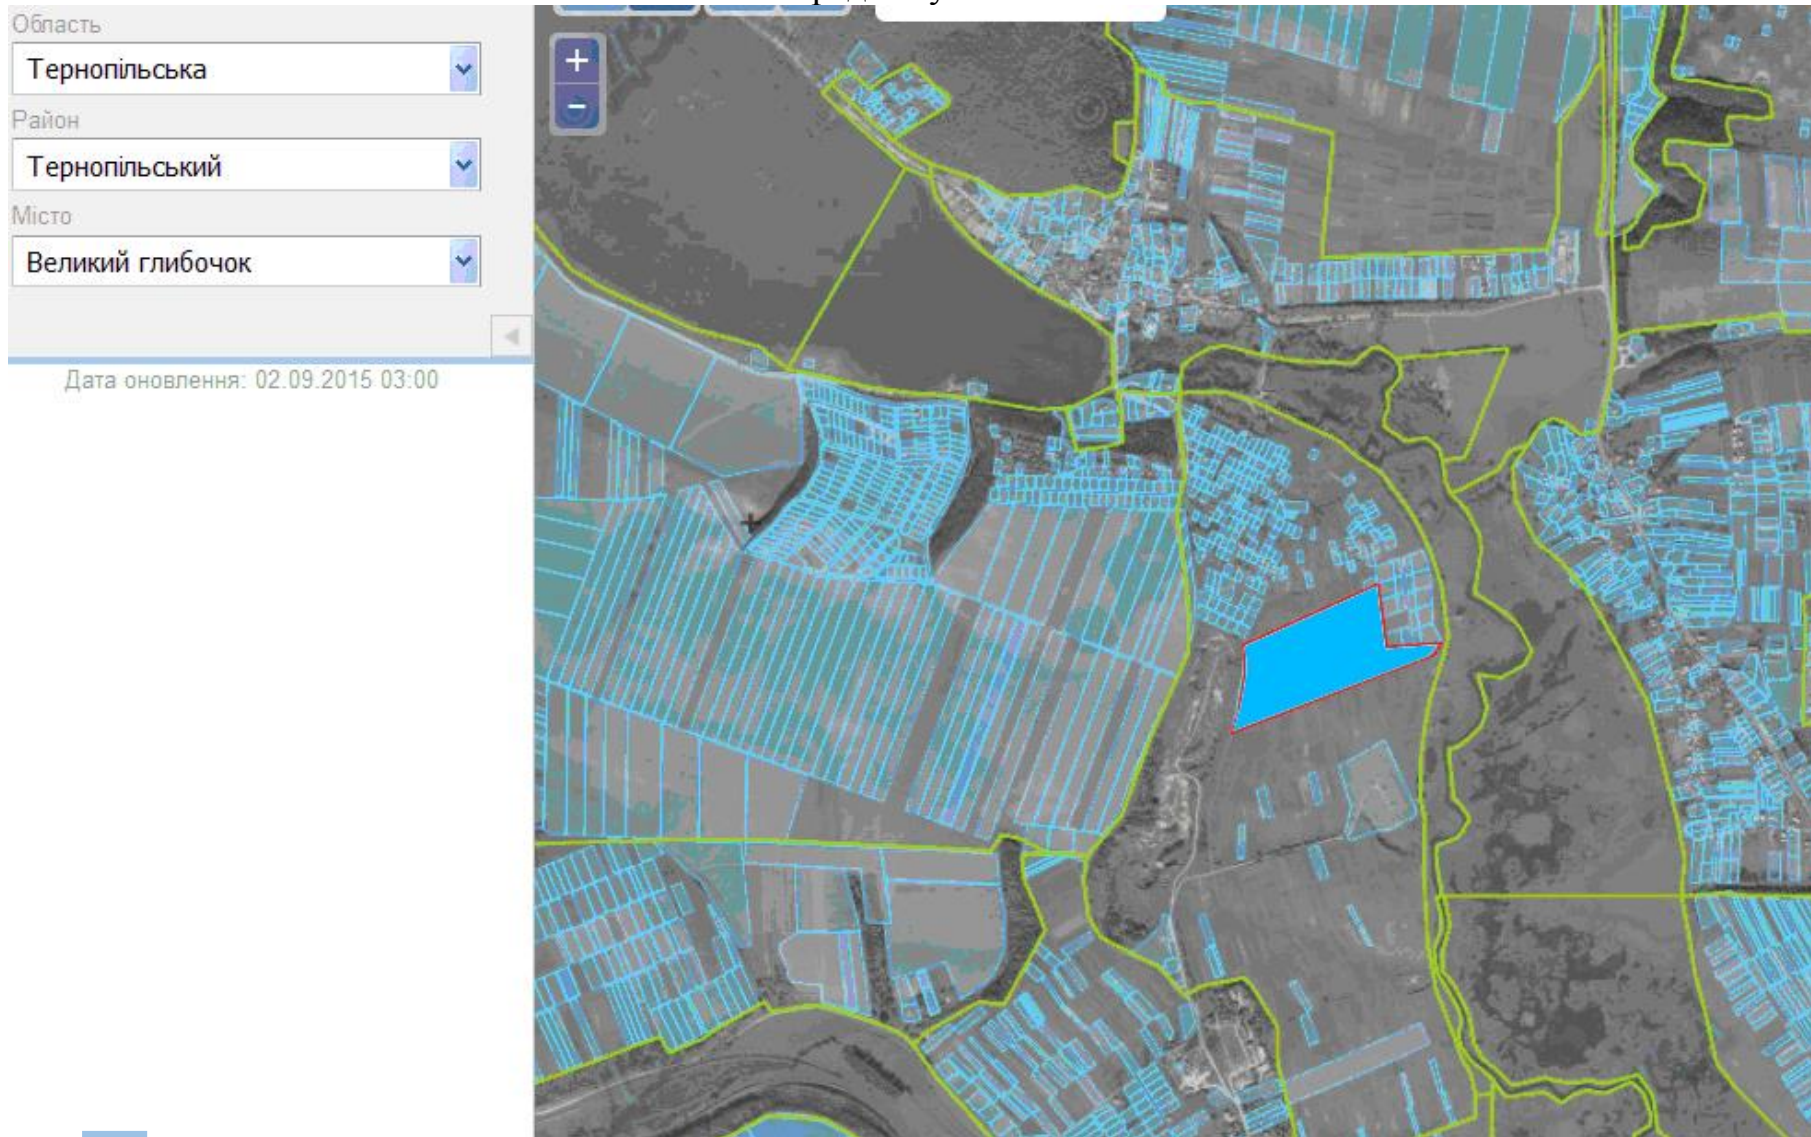 Область
Тернопільська
Район
Тернопільський
Місто
Великий глибочок
Дата оновлення: 02.09.2015 03:00
+
−